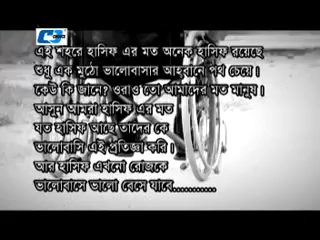 CD
এই শহরে হাসিফ এর মত অনেক হাসিফ রয়েছে
শুধু এক মুঠো ভালোবাসার আহবানে পথ চেয়ে।
কেউ কি জানে? ওরাও তো আমাদের মত মানুষ।
আসুন আমরা হাসিফ এর মত
যত হাসিফ আছে তাদের কে
ভালোবাসি এই প্রতিজ্ঞা করি।
আর হাসিফ এখনো রোজকে
ভালোবাসে ভালো বেসে যাবে...........